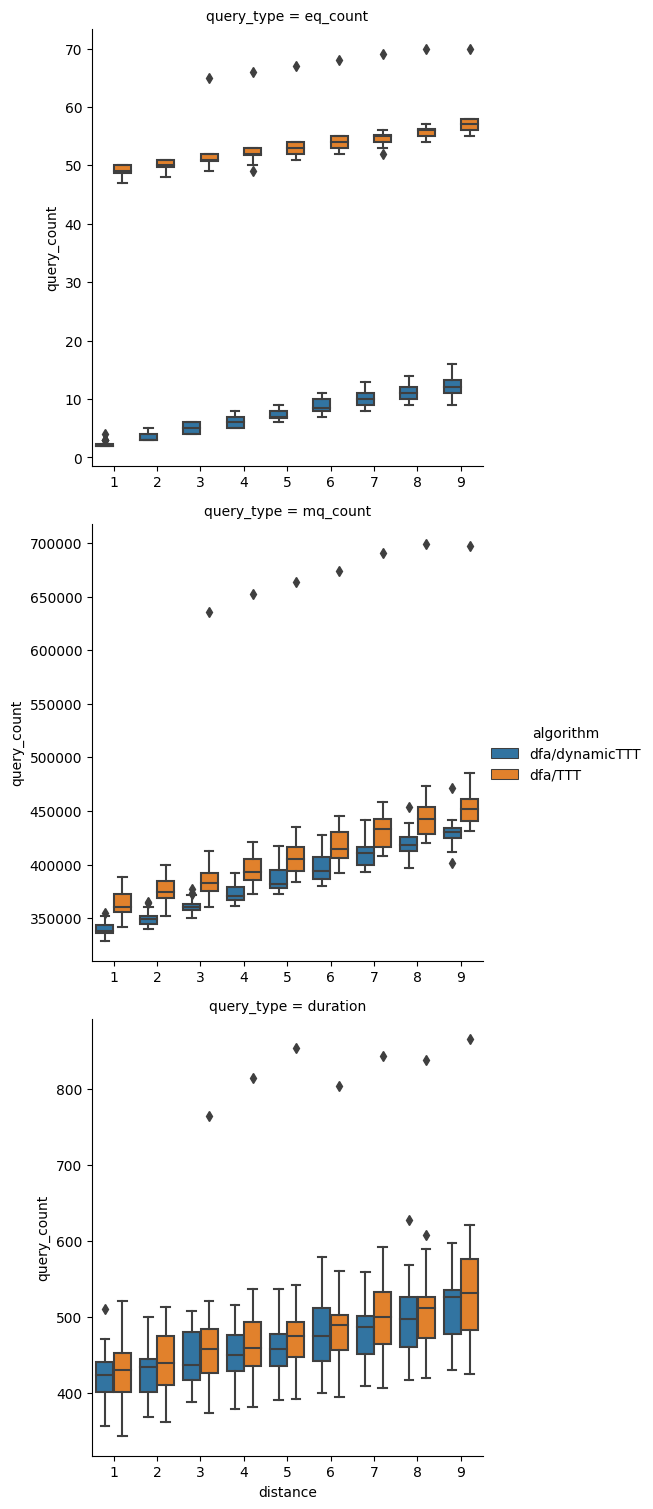 query_type = eq_count
70
60
50
40
30
20
10
0
query_count
1 2 3 4 5 6 7 8 9
query_type = mq_count
700000
650000
600000
550000
500000
450000
400000
350000
query_count
1 2 3 4 5 6 7 8 9
algorithm
dfa/dynamicTTT
dfa/TTT
query_type = duration
800
700
600
500
400
query_count
1 2 3 4 5 6 7 8 9
distance